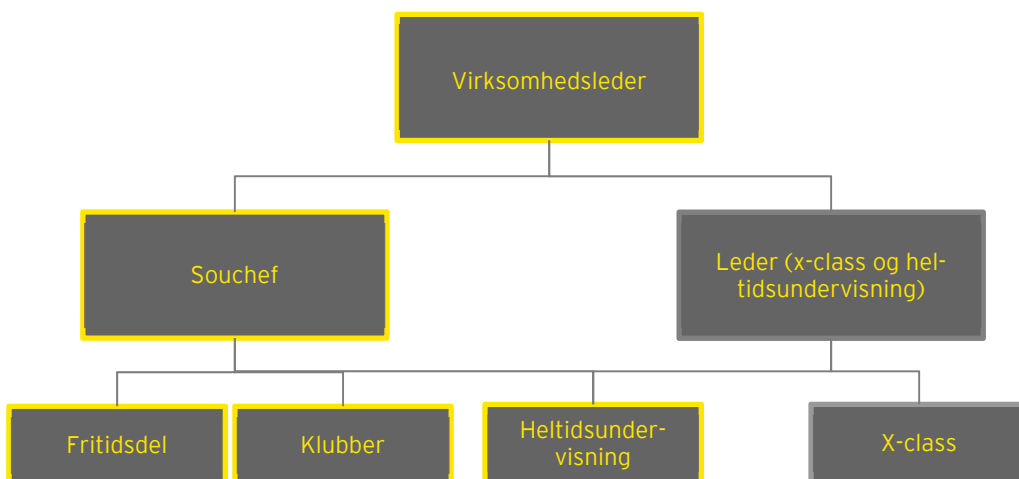 Virksomhedsleder
Souchef
Leder (x-class og hel-
tidsundervisning)
Fritidsdel
Klubber
Heltidsunder-
visning
X-class